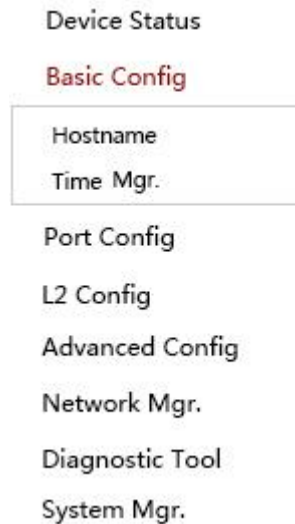 Device Status
Basic Config
Hostname
Time Mgr.
Port Config
L2 Config
Advanced Config
Network Mgr.
Diagnostic Tool
System Mgr.